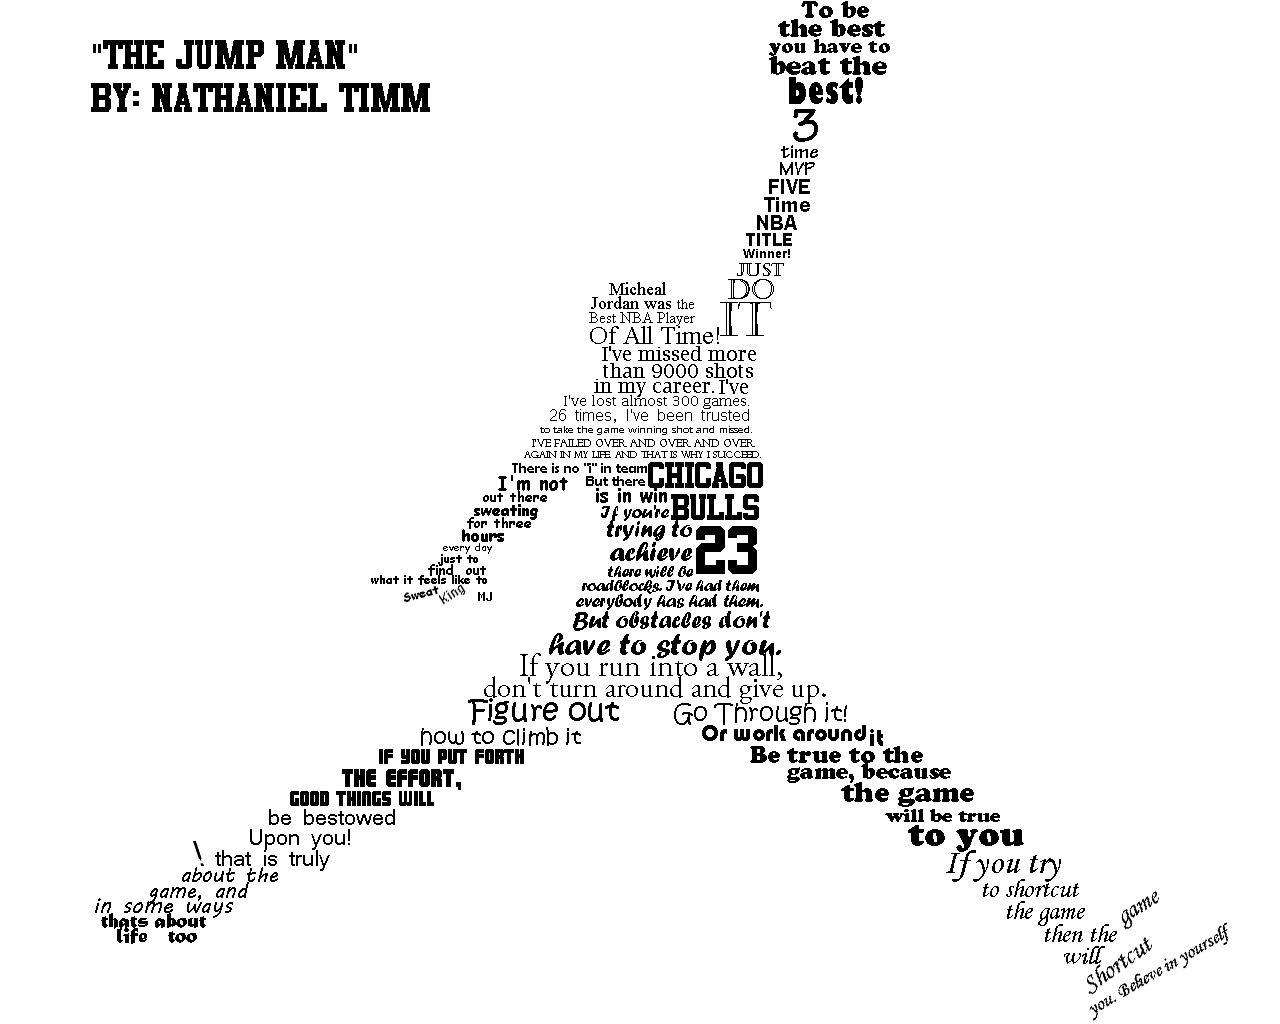 "THE JUMP MAN"
BY: NATHANIEL TIMM
To be
the best
you have to
beat the
best!
3
time
MVP
FIVE
Time
NBA
TITLE
Winner!
JUST
DO
IT
Micheal
Jordan was the
Best NBA Player
Of All Time!
I've missed more
than 9000 shots
in my career. I've
I've lost almost 300 games.
26 times, I've been trusted
to take the game winning shot and missed.
I'VE FAILED OVER AND OVER AND OVER
AGAIN IN MY LIFE AND THAT IS WHY I SUCCEED.
There is no "i" in team
But there
is in win
CHICAGO
BULLS
23
I'm not
out there
sweating
for three
hours
every day
just to
find out
what it feels like to
Sweat King MJ
If you're
trying to
achieve
there will be
roadblocks. I've had them
everybody has had them.
But obstacles don't
have to stop you.
If you run into a wall,
don't turn around and give up.
Figure out
how to climb it
Go Through it!
Or work around it
IF YOU PUT FORTH
THE EFFORT,
GOOD THINGS WILL
be bestowed
Upon you!
\ that is truly
about the
game, and
in some ways
thats about
life too
Be true to the
game, because
the game
will be true
to you
If you try
to shortcut
the game
then the
game
will
Shortcut
you. Believe in yourself